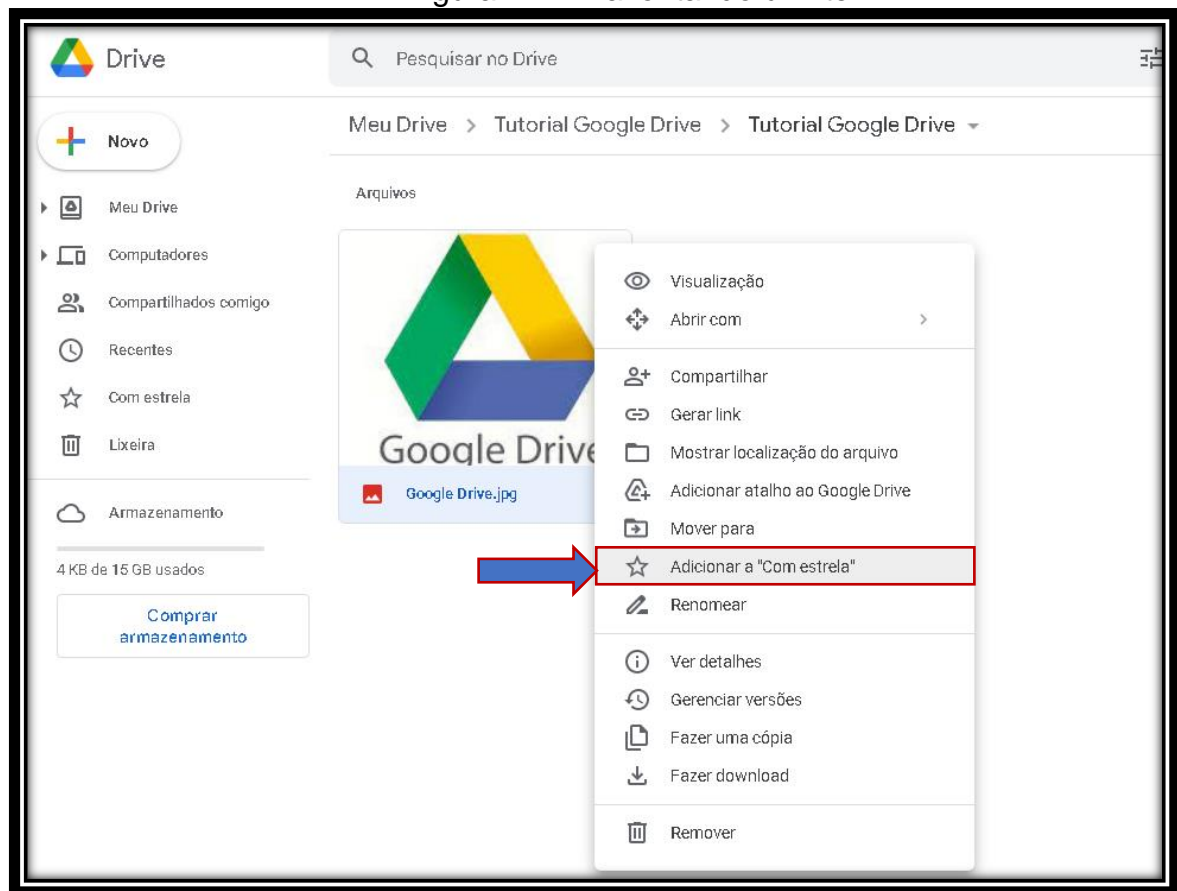 Drive
Pesquisar no Drive
Novo
Meu Drive > Tutorial Google Drive > Tutorial Google Drive
Meu Drive
Computadores
Compartilhados comigo
Recentes
Com estrela
Lixeira
Armazenamento
4 KB de 15 GB usados
Comprar
armazenamento
Arquivos
Google Drive
Google Drive.jpg
Visualização
Abrir com
Compartilhar
Gerar link
Mostrar localização do arquivo
Adicionar atalho ao Google Drive
Mover para
Adicionar a "Com estrela"
Renomear
Ver detalhes
Gerenciar versões
Fazer uma cópia
Fazer download
Remover